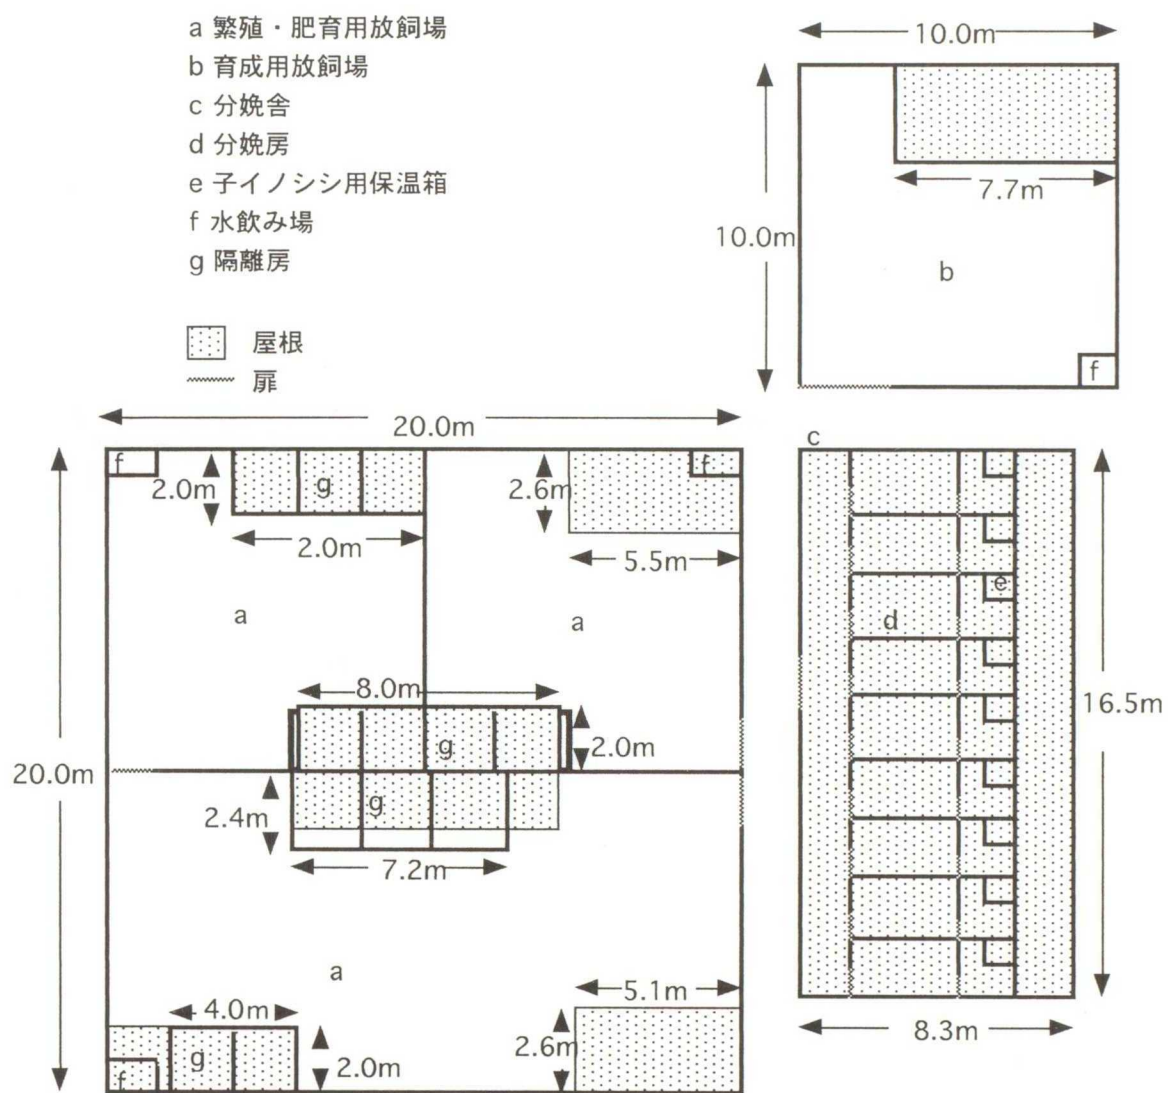 a 繁殖・肥育用放飼場
b 育成用放飼場
c 分娩舎
d 分娩房
e 子イノシシ用保温箱
f 水飲み場
g 隔離房
屋根
扉
10.0m
7.7m
10.0m
b
f
20.0m
f
2.0m
g
2.6m
f
2.0m
5.5m
a
a
8.0m
g
2.0m
20.0m
2.4m
g
7.2m
a
4.0m
5.1m
g
2.0m
2.6m
f
c
e
d
16.5m
8.3m